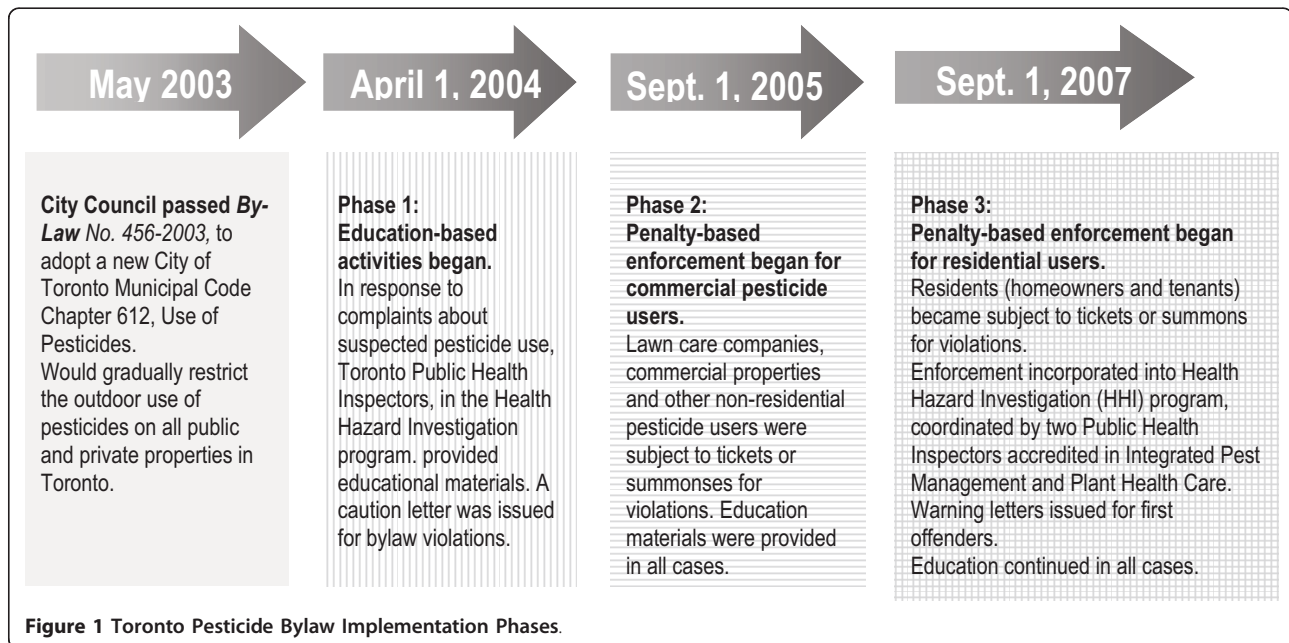 May 2003
April 1, 2004
Sept. 1, 2005
Sept. 1, 2007
City Council passed By-
Law No. 456-2003, to
adopt a new City of
Toronto Municipal Code
Chapter 612, Use of
Pesticides.
Would gradually restrict
the outdoor use of
pesticides on all public
and private properties in
Toronto.
Phase 1:
Education-based
activities began.
In response to
complaints about
suspected pesticide use,
Toronto Public Health
Inspectors, in the Health
Hazard Investigation
program. provided
educational materials. A
caution letter was issued
for bylaw violations.
Phase 2:
Penalty-based
enforcement began for
commercial pesticide
users.
Lawn care companies,
commercial properties
and other non-residential
pesticide users were
subject to tickets or
summonses for
violations. Education
materials were provided
in all cases.
Phase 3:
Penalty-based enforcement began
for residential users.
Residents (homeowners and tenants)
became subject to tickets or summons
for violations.
Enforcement incorporated into Health
Hazard Investigation (HHI) program,
coordinated by two Public Health
Inspectors accredited in Integrated Pest
Management and Plant Health Care.
Warning letters issued for first
offenders.
Education continued in all cases.
Figure 1 Toronto Pesticide Bylaw Implementation Phases.